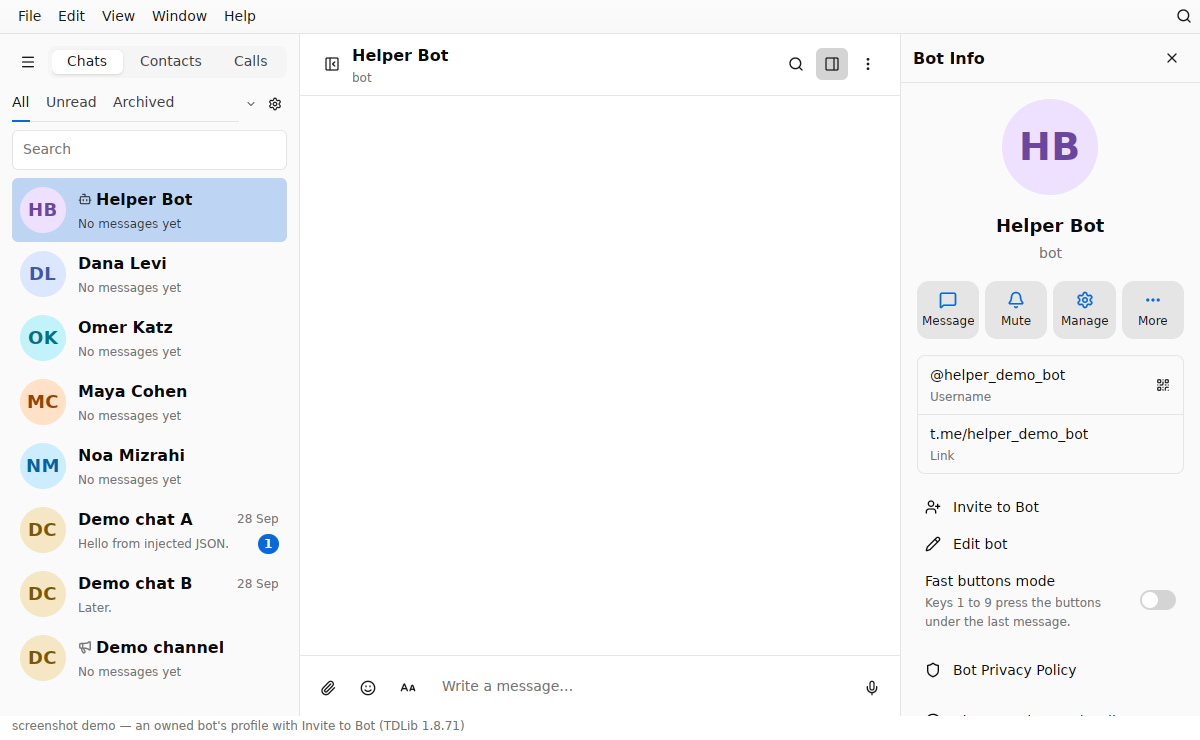 File Edit View Window Help
Chats Contacts Calls
All Unread Archived
Search
HB Helper Bot
No messages yet
DL Dana Levi
No messages yet
OK Omer Katz
No messages yet
MC Maya Cohen
No messages yet
NM Noa Mizrahi
No messages yet
DC Demo chat A 28 Sep
Hello from injected JSON. 1
DC Demo chat B 28 Sep
Later.
DC Demo channel
No messages yet
Helper Bot
bot
AA Write a message…
Bot Info
HB
Helper Bot
bot
Message Mute Manage More
@helper_demo_bot
Username
t.me/helper_demo_bot
Link
Invite to Bot
Edit bot
Fast buttons mode
Keys 1 to 9 press the buttons
under the last message.
Bot Privacy Policy
screenshot demo — an owned bot's profile with Invite to Bot (TDLib 1.8.71)